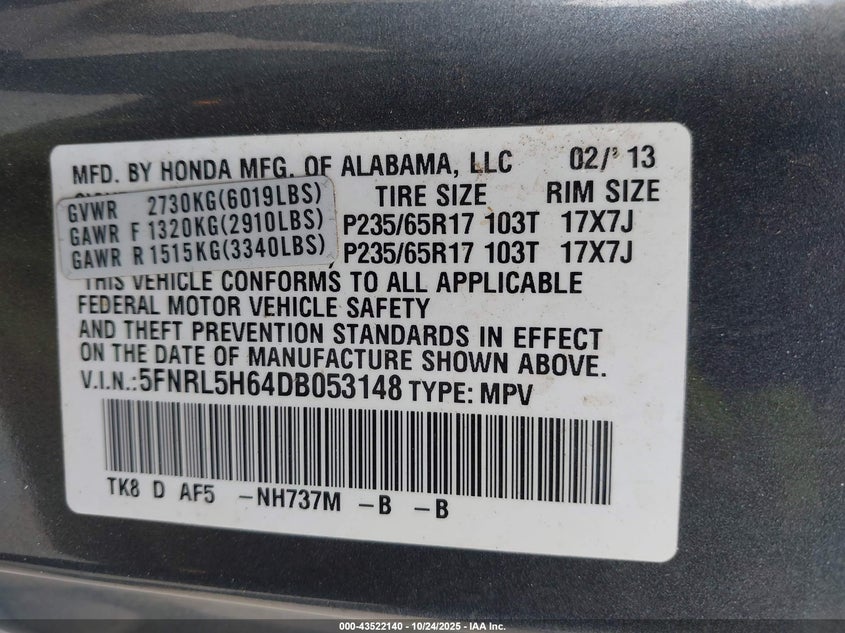 MFD. BY HONDA MFG. OF ALABAMA, LLC 02/ 13
TIRE SIZE RIM SIZE
GVWR 2730KG(6019LBS)
GAWR F 1320KG(2910LBS) P235/65R17 103T 17X7J
GAWR R 1515KG(3340LBS) P235/65R17 103T 17X7J
THIS VEHICLE CONFORMS TO ALL APPLICABLE
FEDERAL MOTOR VEHICLE SAFETY
AND THEFT PREVENTION STANDARDS IN EFFECT
ON THE DATE OF MANUFACTURE SHOWN ABOVE.
V.I.N.:5FNRL5H64DB053148 TYPE: MPV
TK8 D AF5 -NH737M -B -B
000-43522140 - 10/24/2025 - IAA Inc.